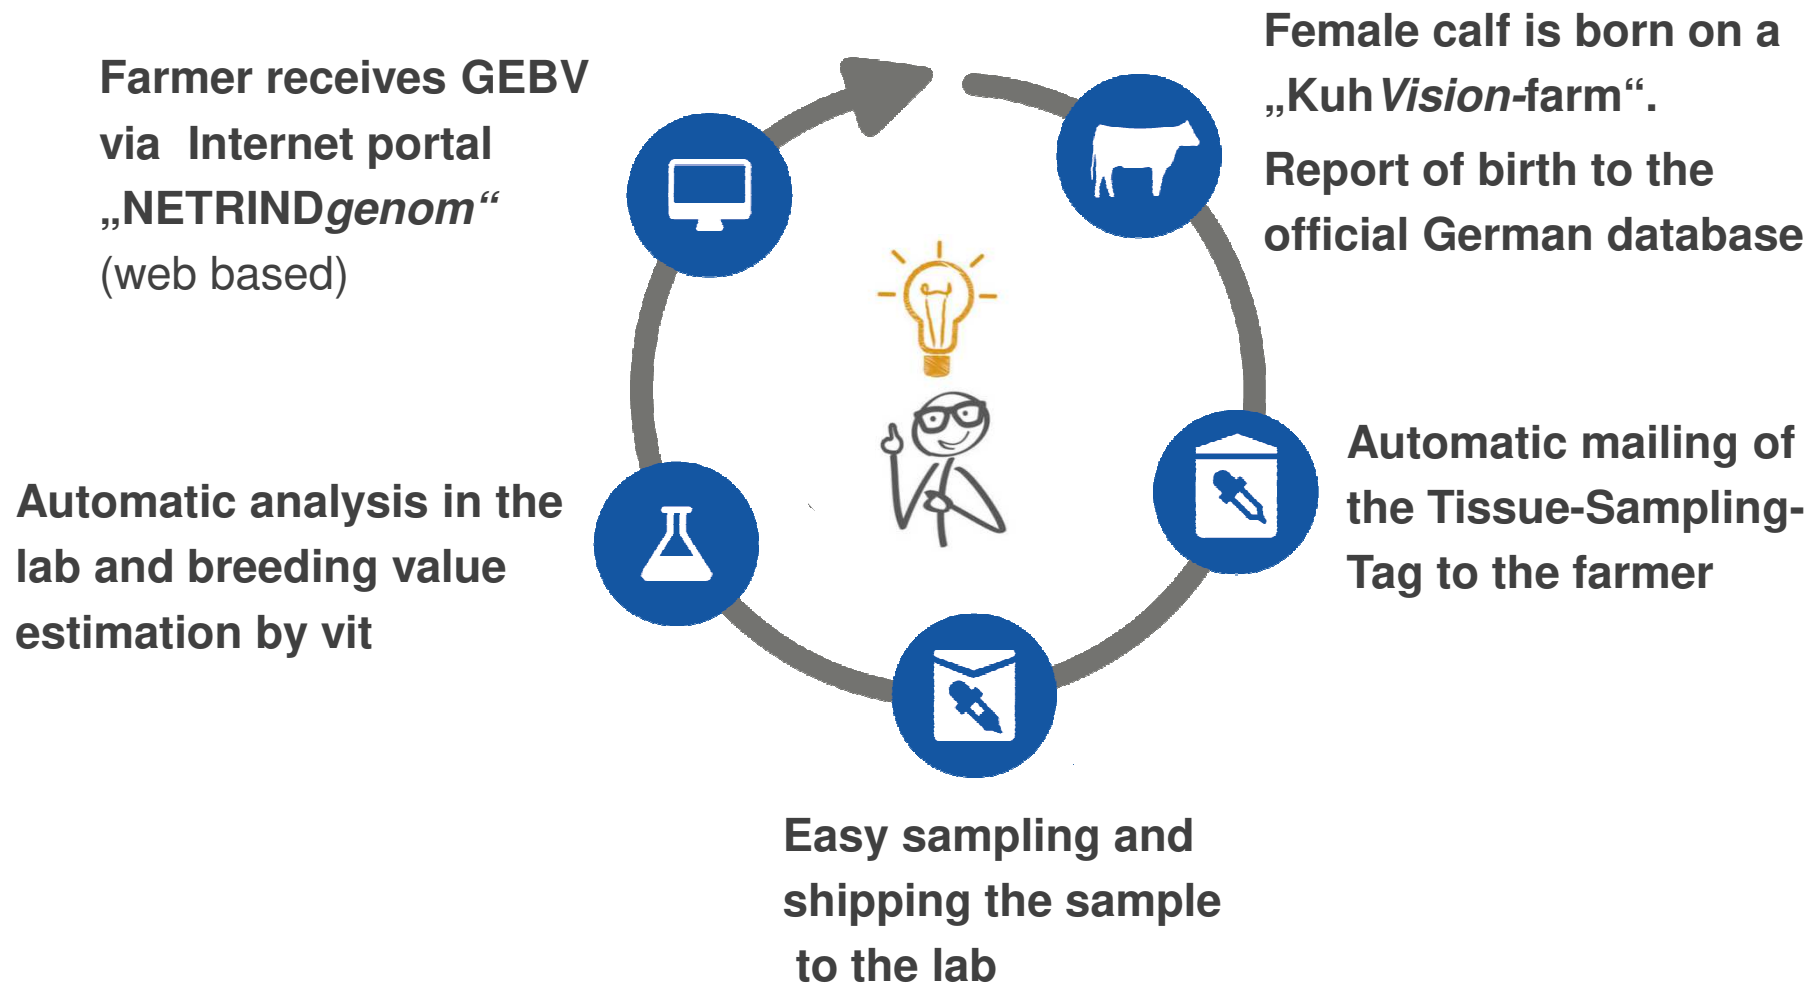 Female calf is born on a
„KuhVision-farm“.
Report of birth to the
official German database
Automatic mailing of
the Tissue-Sampling-
Tag to the farmer
Easy sampling and
shipping the sample
to the lab
Automatic analysis in the
lab and breeding value
estimation by vit
Farmer receives GEBV
via Internet portal
„NETRINDgenom“
(web based)